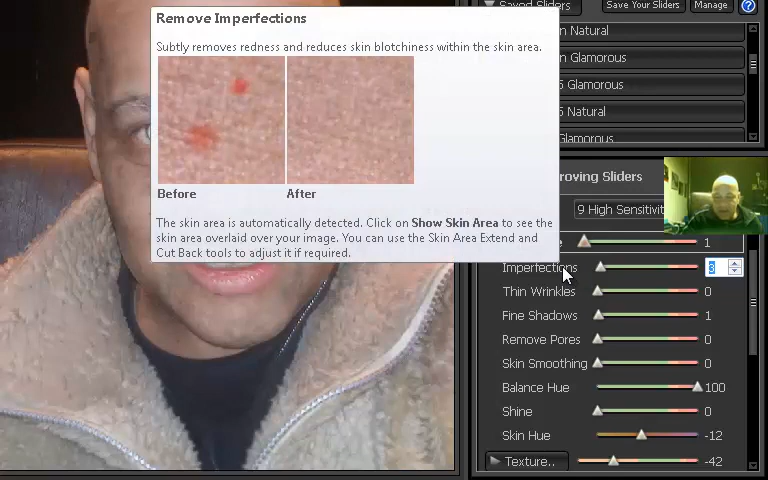 Remove Imperfections
Subtly removes redness and reduces skin blotchiness within the skin area.
Before
After
The skin area is automatically detected. Click on Show Skin Area to see the
skin area overlaid over your image. You can use the Skin Area Extend and
Cut Back tools to adjust it if required.
Saved Sliders
Save Your Sliders
Manage
?
Natural
Glamorous
Glamorous
Natural
Glamorous
roving Sliders
9 High Sensitivit
1
Imperfections 3
Thin Wrinkles 0
Fine Shadows 1
Remove Pores 0
Skin Smoothing 0
Balance Hue 100
Shine 0
Skin Hue -12
Texture.. -42